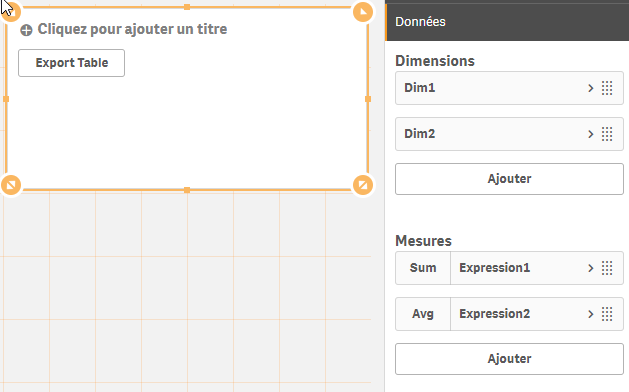 Cliquez pour ajouter un titre
Export Table
Données
Dimensions
Dim1
Dim2
Ajouter
Mesures
Sum Expression1
Avg Expression2
Ajouter